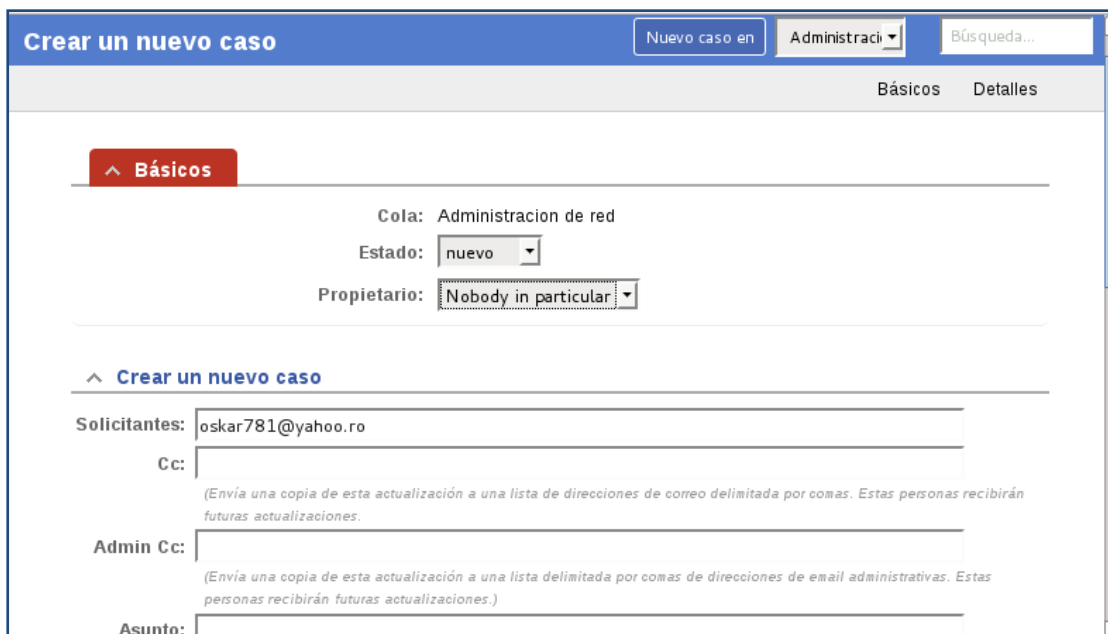 Crear un nuevo caso
Nuevo caso en
Administraci
Búsqueda...
Básicos Detalles
Básicos
Cola: Administracion de red
Estado: nuevo
Propietario: Nobody in particular
Crear un nuevo caso
Solicitantes: oskar781@yahoo.ro
Cc:
(Envía una copia de esta actualización a una lista de direcciones de correo delimitada por comas. Estas personas recibirán
futuras actualizaciones.
Admin Cc:
(Envía una copia de esta actualización a una lista delimitada por comas de direcciones de email administrativas. Estas
personas recibirán futuras actualizaciones.)
Asunto: